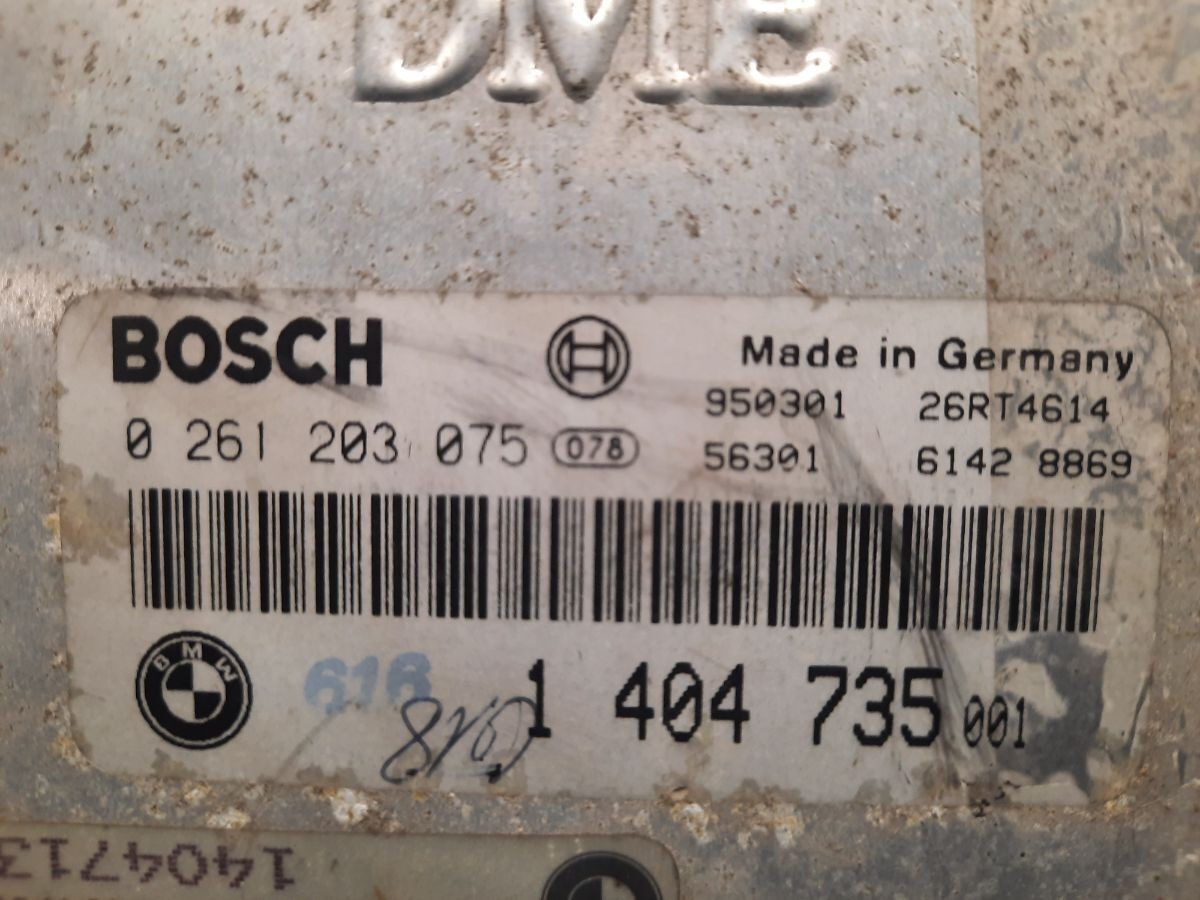 DME
BOSCH
Made in Germany
950301 26RT4614
0 261 203 075 078
56301 6142 8869
BMW
616
1 404 735 001
1404713